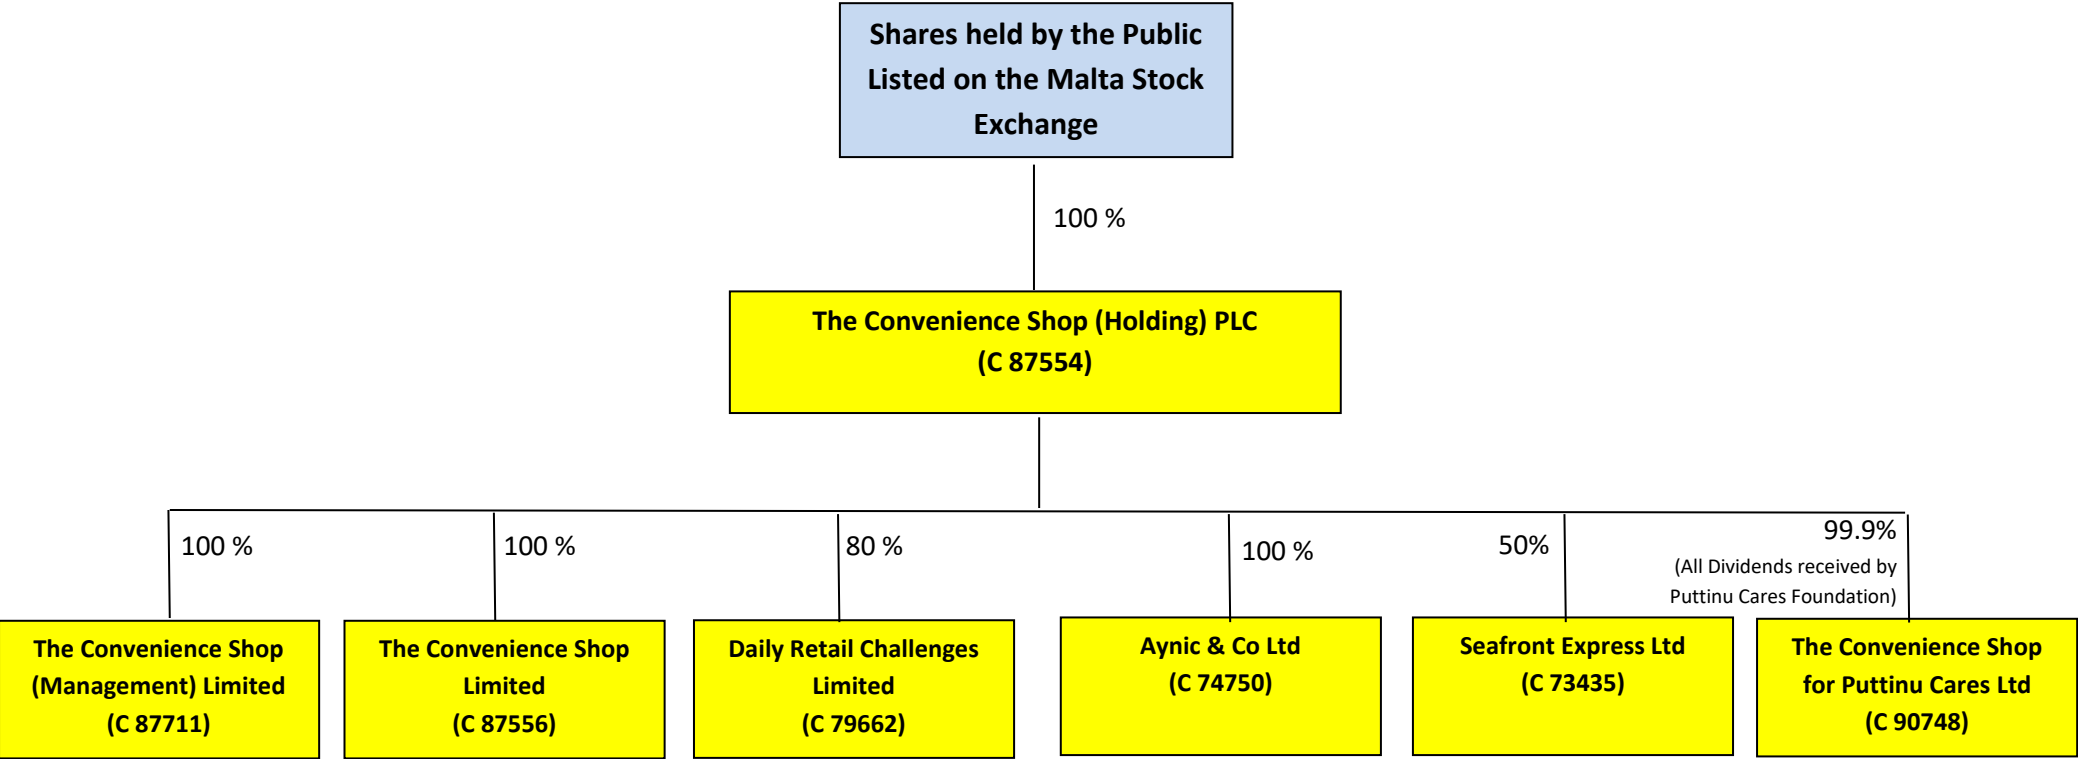 Shares held by the Public
Listed on the Malta Stock
Exchange
100 %
The Convenience Shop (Holding) PLC
(C 87554)
100 %
100 %
80 %
100 %
50%
99.9%
(All Dividends received by
Puttinu Cares Foundation)
The Convenience Shop
(Management) Limited
(C 87711)
The Convenience Shop
Limited
(C 87556)
Daily Retail Challenges
Limited
(C 79662)
Aynic & Co Ltd
(C 74750)
Seafront Express Ltd
(C 73435)
The Convenience Shop
for Puttinu Cares Ltd
(C 90748)